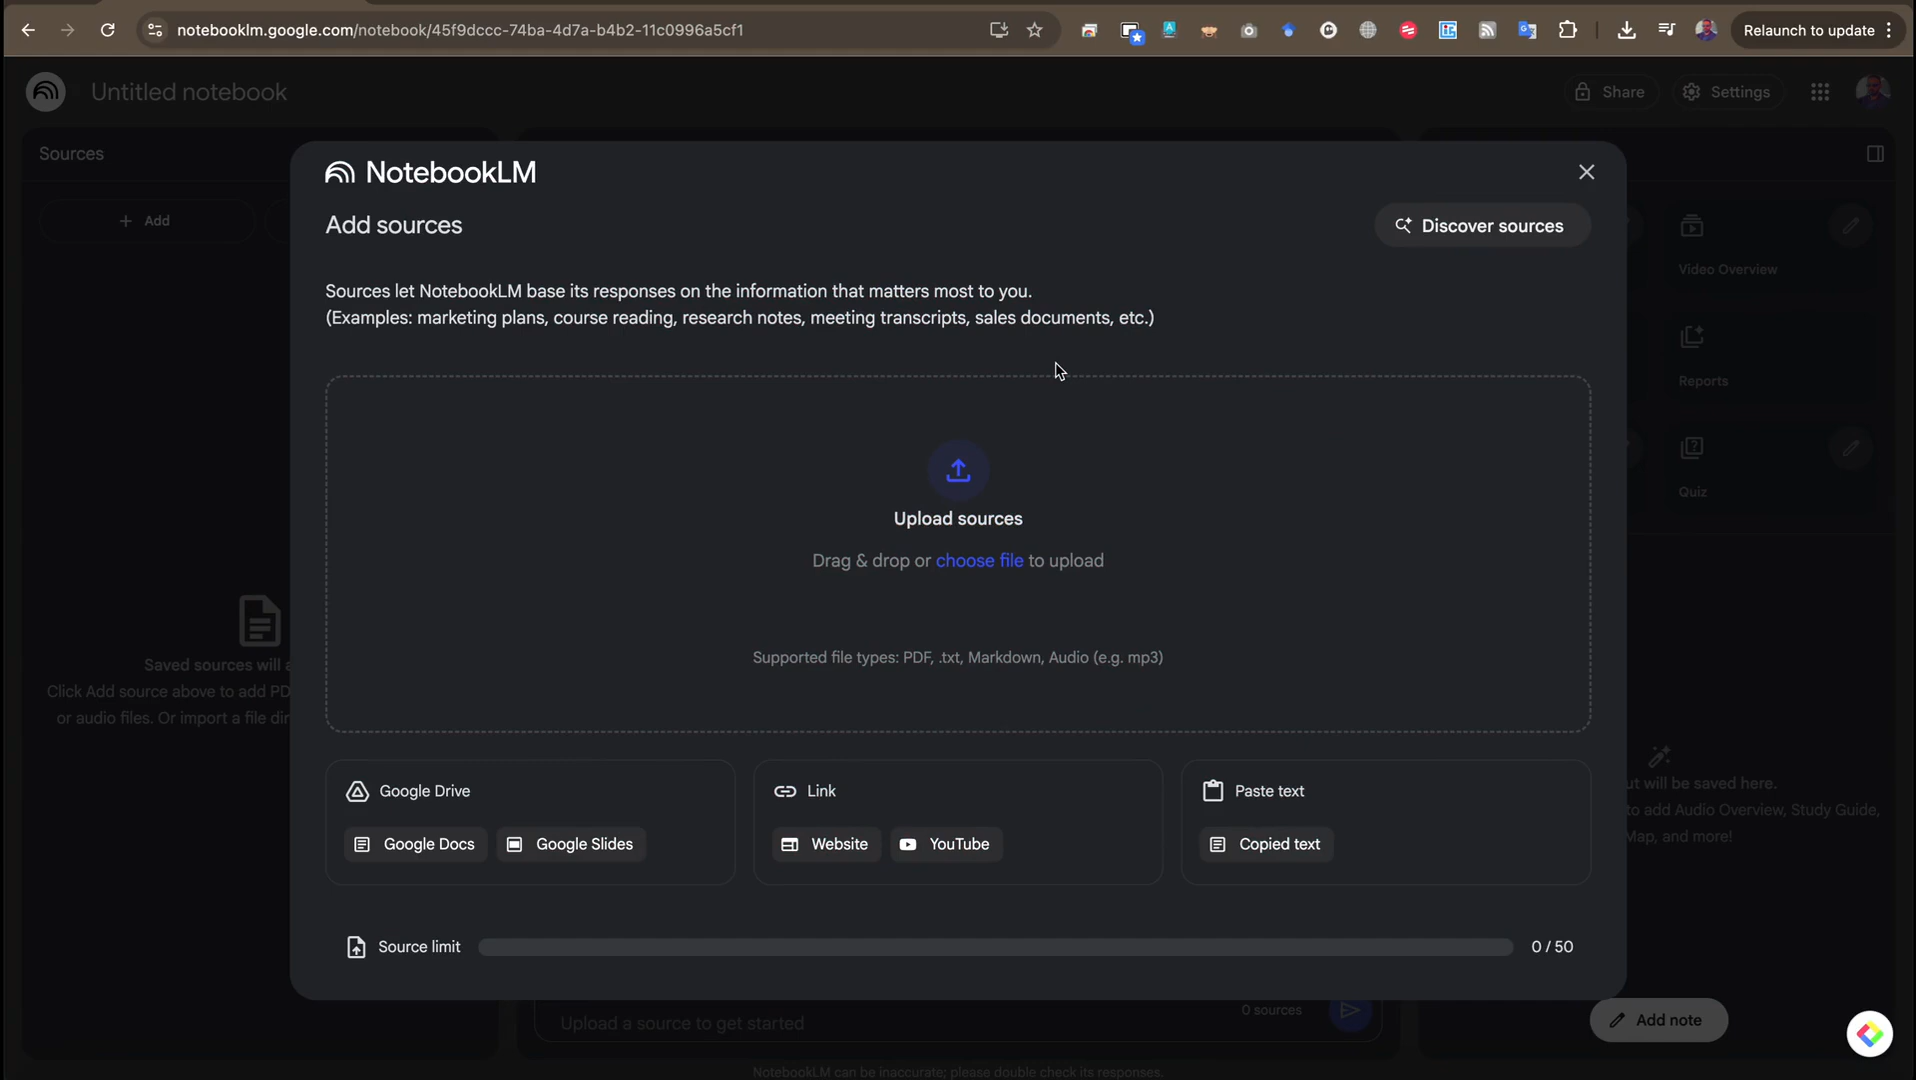 notebooklm.google.com/notebook/45f9dccc-74ba-4d7a-b4b2-11c0996a5cf1
Relaunch to update
Untitled notebook
Share
Settings
Sources
NotebookLM
Add
Add sources
Discover sources
Video Overview
Sources let NotebookLM base its responses on the information that matters most to you.
(Examples: marketing plans, course reading, research notes, meeting transcripts, sales documents, etc.)
Reports
Quiz
Upload sources
Drag & drop or choose file to upload
Supported file types: PDF, .txt, Markdown, Audio (e.g. mp3)
Saved sources will a
Click Add source above to add PD
or audio files. Or import a file dir
Google Drive
Google Docs
Google Slides
Link
Website
YouTube
Paste text
Copied text
ut will be saved here.
to add Audio Overview, Study Guide,
Map, and more!
Source limit
0 / 50
Upload a source to get started
0 sources
Add note
NotebookLM can be inaccurate; please double check its responses.